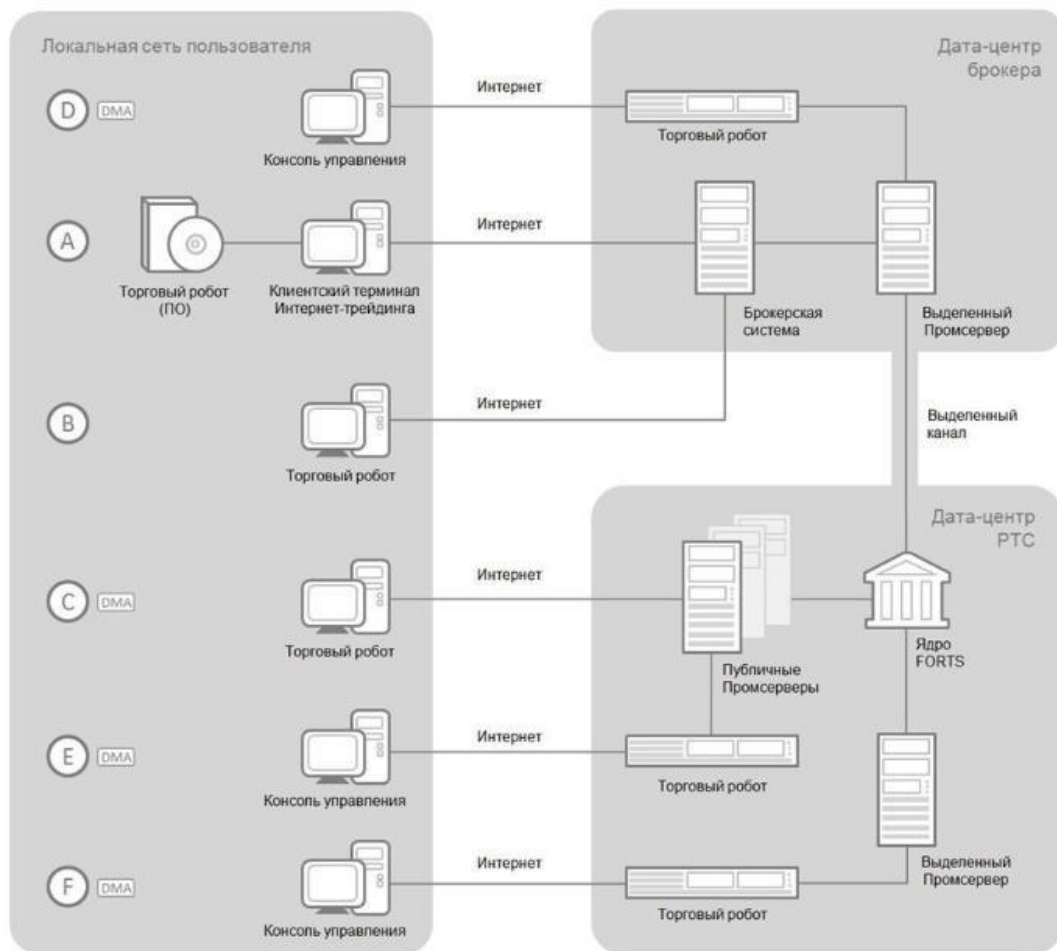 Локальная сеть пользователя
Дата-центр
брокера
D
DMA
Консоль управления
Интернет
Торговый робот
A
Торговый робот
(ПО)
Клиентский терминал
Интернет-трейдинга
Интернет
Брокерская
система
Выделенный
Промсервер
B
Торговый робот
Интернет
Выделенный
канал
Дата-центр
РТС
C
DMA
Торговый робот
Интернет
Публичные
Промсерверы
Ядро
FORTS
E
DMA
Консоль управления
Интернет
Торговый робот
Выделенный
Промсервер
F
DMA
Консоль управления
Интернет
Торговый робот